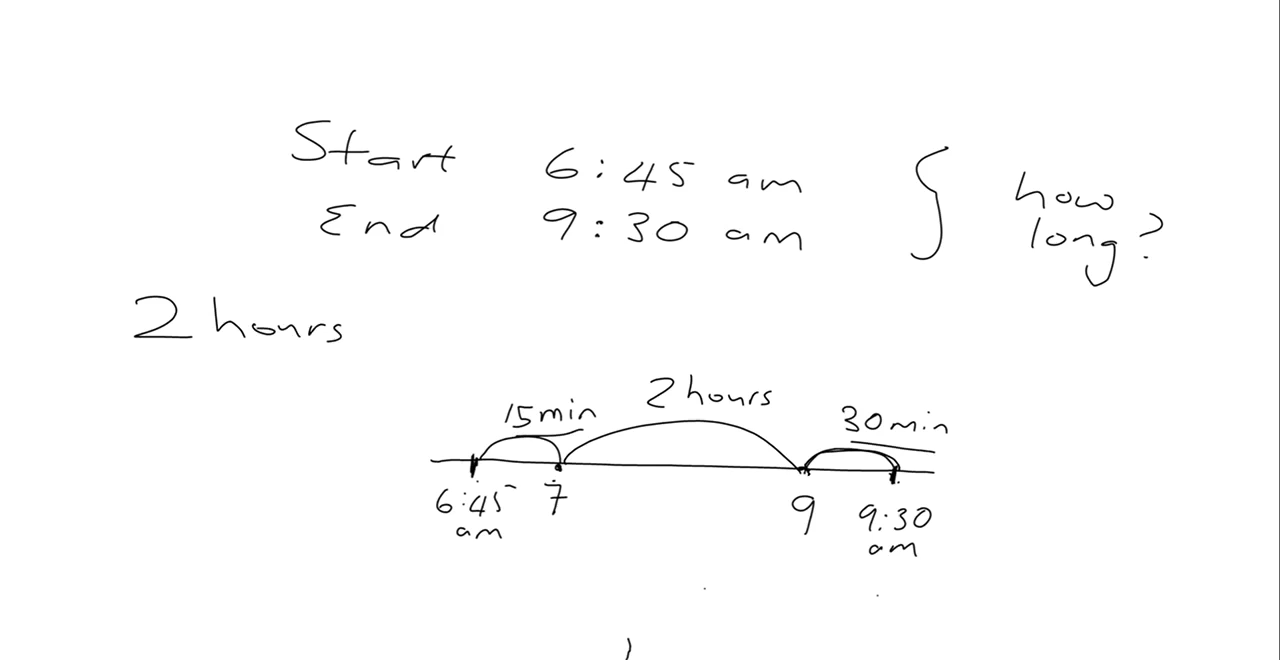 Start 6:45 am
End 9:30 am
how
long?
2 hours
15min 2 hours 30min
6:45 7 9 9:30
am am